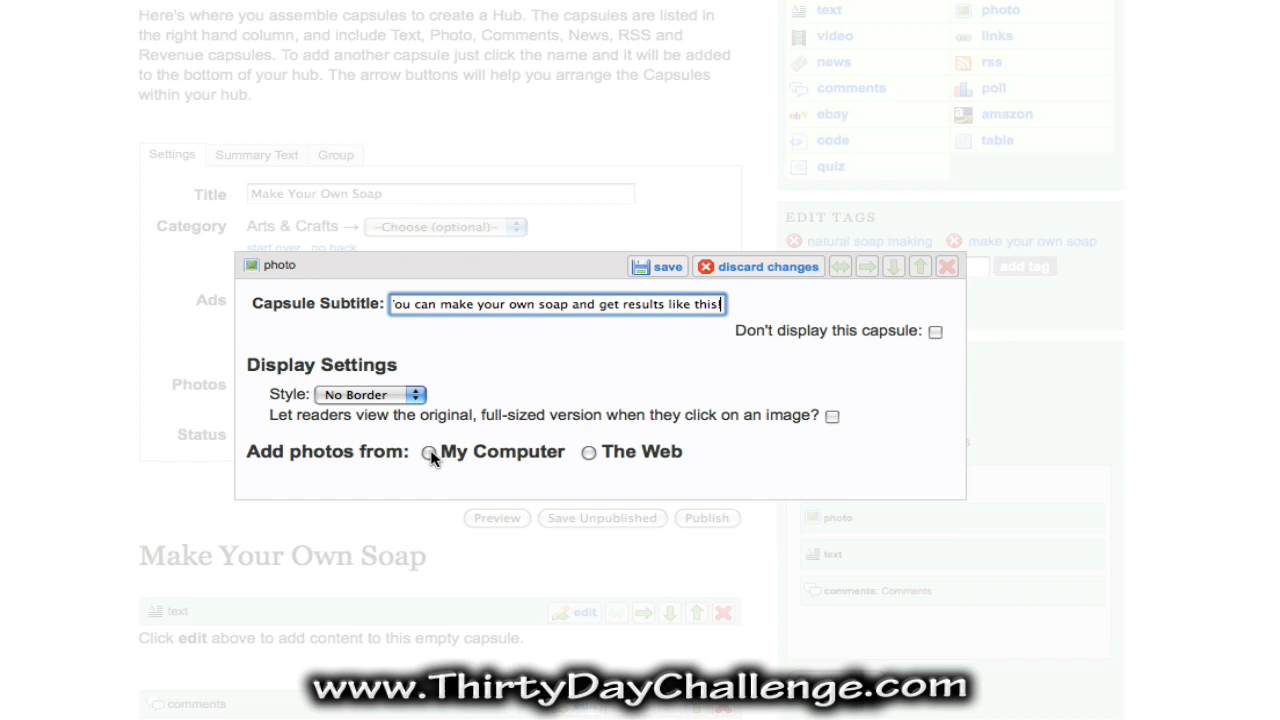 Here's where you assemble capsules to create a Hub. The capsules are listed in
the right hand column, and include Text, Photo, Comments, News, RSS and
Revenue capsules. To add another capsule just click the name and it will be added
to the bottom of your hub. The arrow buttons will help you arrange the Capsules
within your hub.
text photo
video links
news rss
comments poll
ebay amazon
code table
quiz
Settings Summary Text Group
Title Make Your Own Soap
Category Arts & Crafts → –Choose (optional)–
start over no back
EDIT TAGS
natural soap making make your own soap
add tag
photo save discard changes
Capsule Subtitle: ou can make your own soap and get results like this!
Don't display this capsule:
Ads
Display Settings
Photos
Style: No Border
Let readers view the original, full-sized version when they click on an image?
Status
Add photos from: My Computer The Web
Preview Save Unpublished Publish
photo
text
comments: Comments
Make Your Own Soap
text edit
Click edit above to add content to this empty capsule.
comments edit
www.ThirtyDayChallenge.com